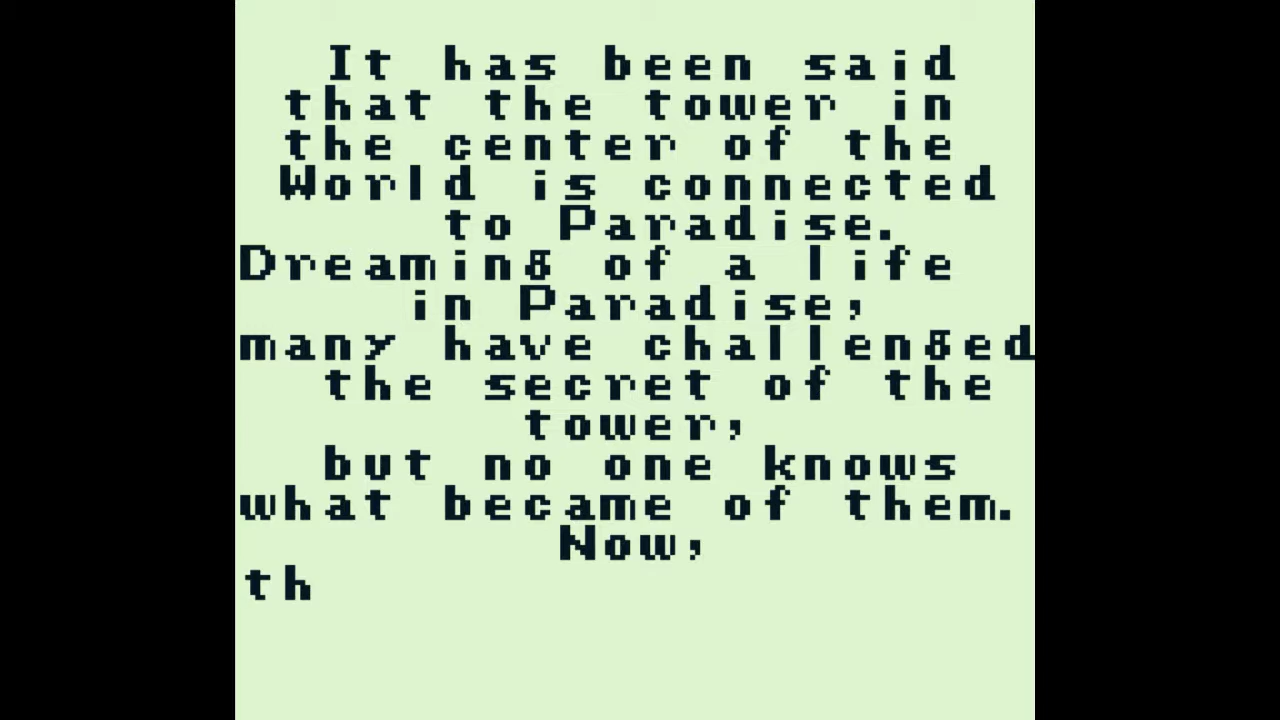 It has been said
that the tower in
the center of the
World is connected
to Paradise.
Dreaming of a life
in Paradise,
many have challenged
the secret of the
tower,
but no one knows
what became of them.
Now,
th